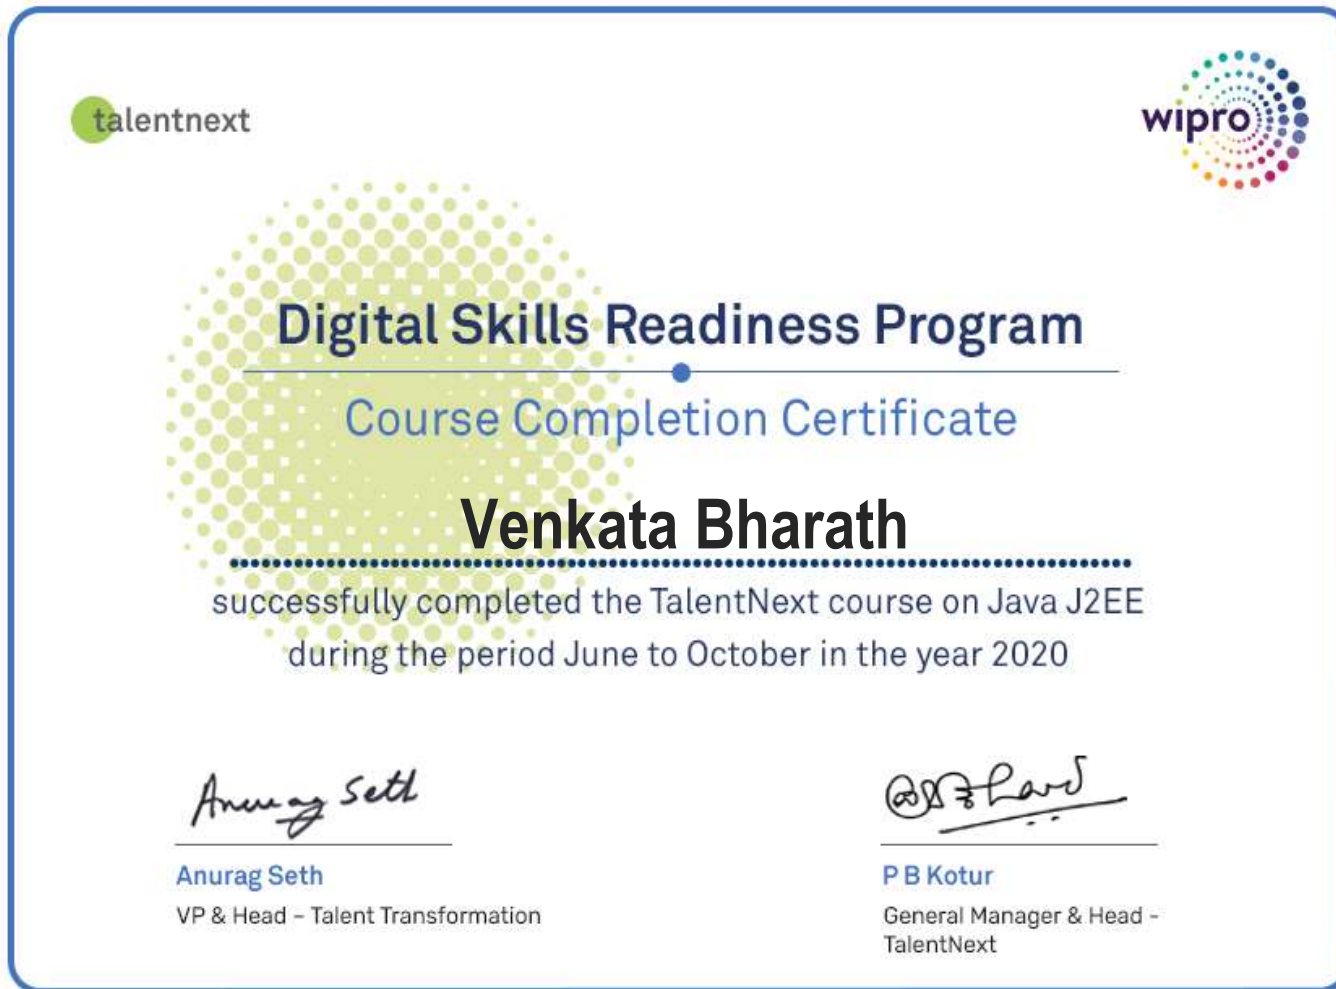 talentnext
wipro
Digital Skills Readiness Program
Course Completion Certificate
Venkata Bharath
successfully completed the TalentNext course on Java J2EE
during the period June to October in the year 2020
Anurag Seth
Anurag Seth
VP & Head – Talent Transformation
P B Kotur
General Manager & Head -
TalentNext